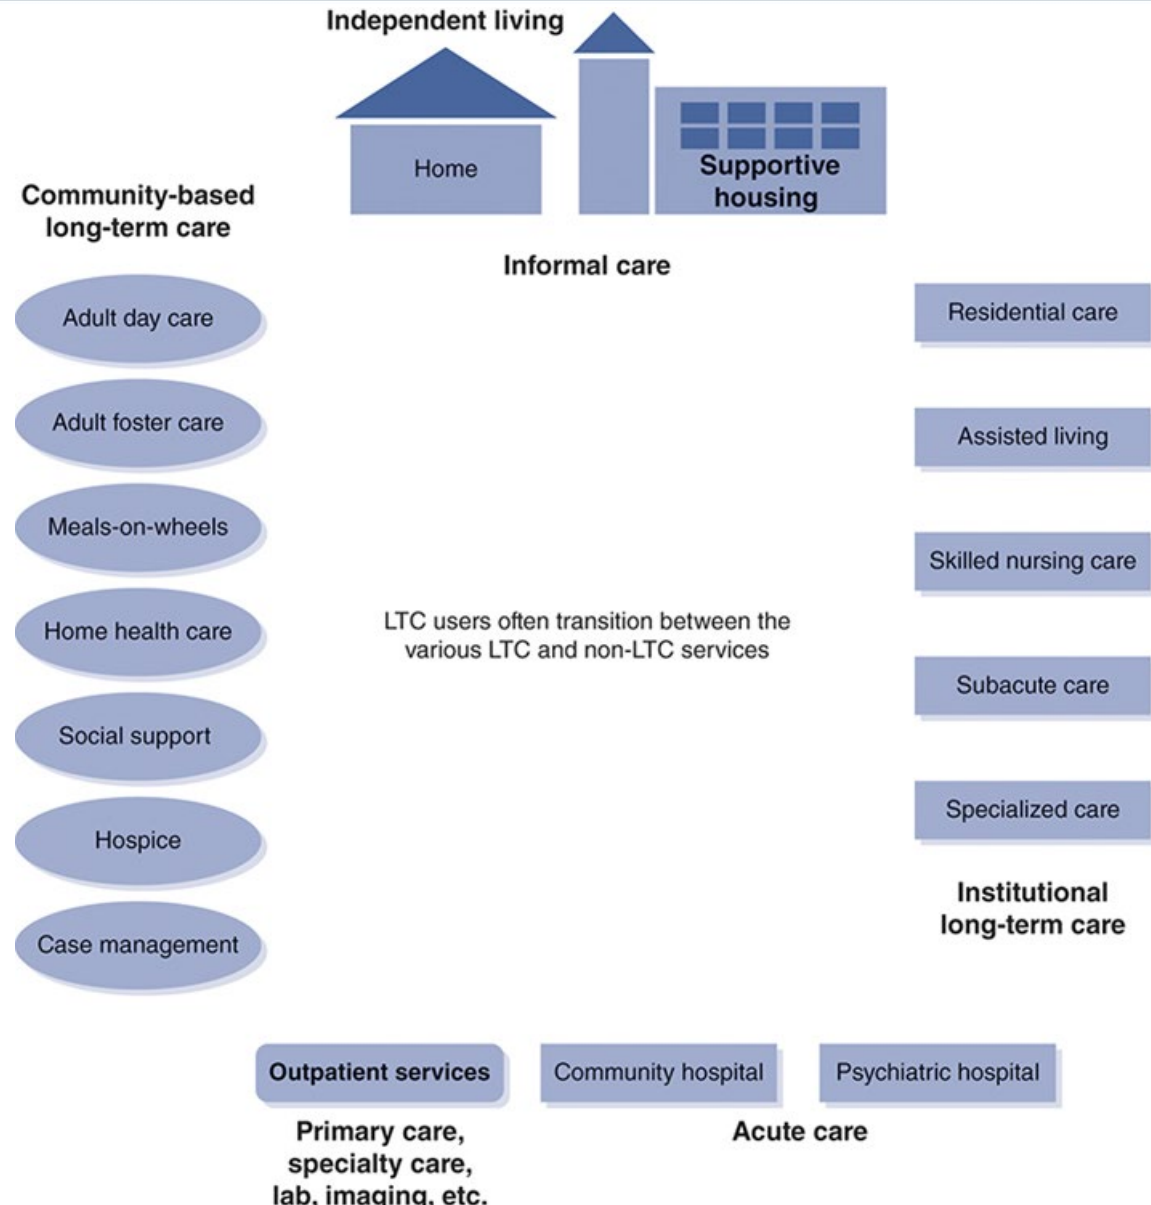 Independent living
Home
Supportive
housing
Informal care
Community-based
long-term care
Adult day care
Adult foster care
Meals-on-wheels
Home health care
Social support
Hospice
Case management
LTC users often transition between the
various LTC and non-LTC services
Residential care
Assisted living
Skilled nursing care
Subacute care
Specialized care
Institutional
long-term care
Outpatient services
Primary care,
specialty care,
lab, imaging, etc.
Community hospital
Psychiatric hospital
Acute care